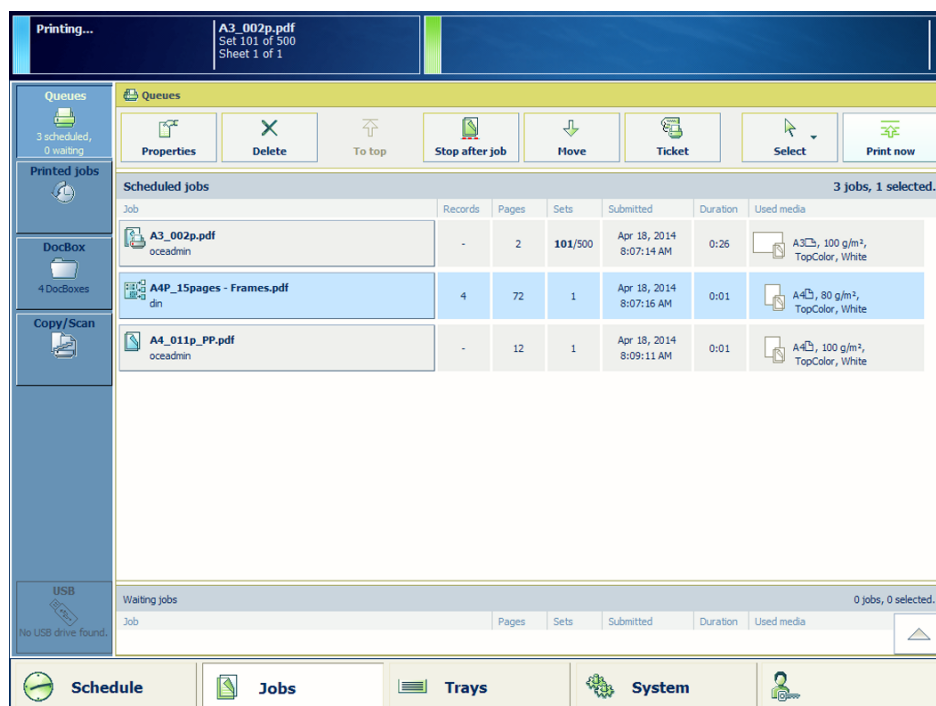 Printing...
A3_002p.pdf
Set 101 of 500
Sheet 1 of 1
Queues
3 scheduled,
0 waiting
Printed jobs
DocBox
4 DocBoxes
Copy/Scan
USB
No USB drive found.
Queues
Properties
Delete
To top
Stop after job
Move
Ticket
Select
Print now
Scheduled jobs
3 jobs, 1 selected.
Job Records Pages Sets Submitted Duration Used media
A3_002p.pdf
oceadmin
- 2 101/500
Apr 18, 2014
8:07:14 AM
0:26
A3, 100 g/m²,
TopColor, White
A4P_15pages - Frames.pdf
din
4 72 1
Apr 18, 2014
8:07:16 AM
0:01
A4, 80 g/m²,
TopColor, White
A4_011p_PP.pdf
oceadmin
- 12 1
Apr 18, 2014
8:09:11 AM
0:01
A4, 100 g/m²,
TopColor, White
Waiting jobs
0 jobs, 0 selected.
Job Pages Sets Submitted Duration Used media
Schedule
Jobs
Trays
System